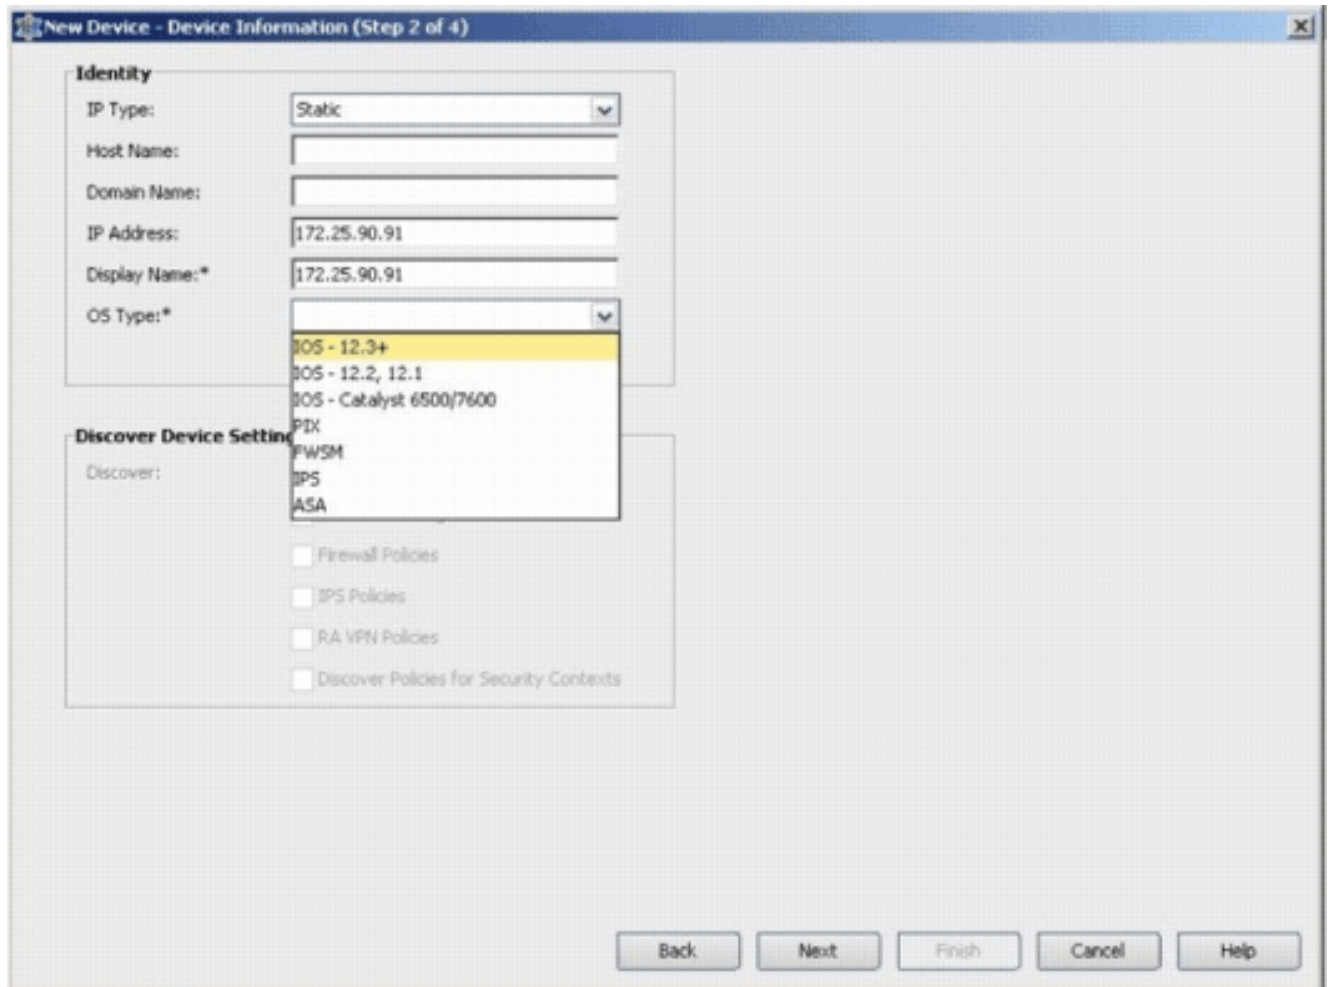 New Device - Device Information (Step 2 of 4)
Identity
IP Type: Static
Host Name:
Domain Name:
IP Address: 172.25.90.91
Display Name:* 172.25.90.91
OS Type:*
IOS - 12.3+
IOS - 12.2, 12.1
IOS - Catalyst 6500/7600
PIX
FWSM
IPS
ASA
Discover Device Setting
Discover:
Firewall Policies
IPS Policies
RA VPN Policies
Discover Policies for Security Contexts
Back Next Finish Cancel Help